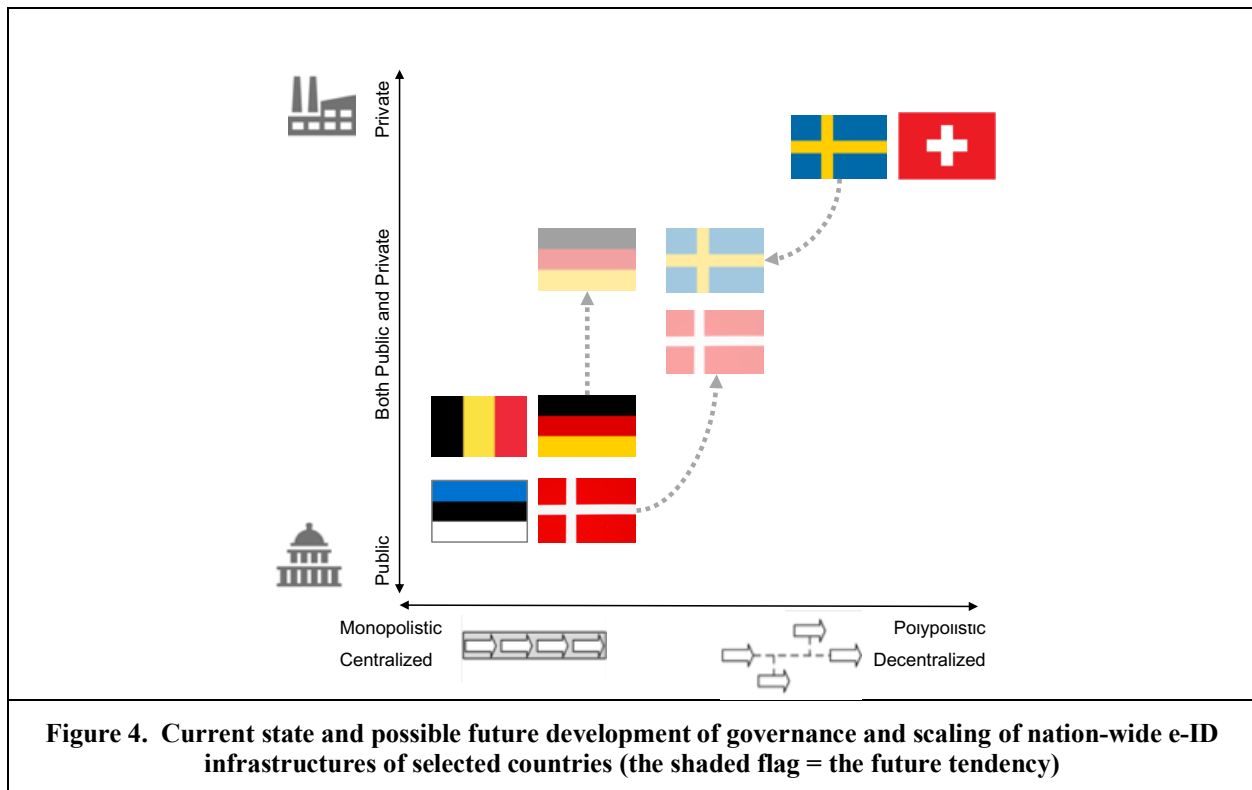 Private
Both Public and Private
Public
Monopolistic
Centralized
Polypolistic
Decentralized
Figure 4. Current state and possible future development of governance and scaling of nation-wide e-ID
infrastructures of selected countries (the shaded flag = the future tendency)